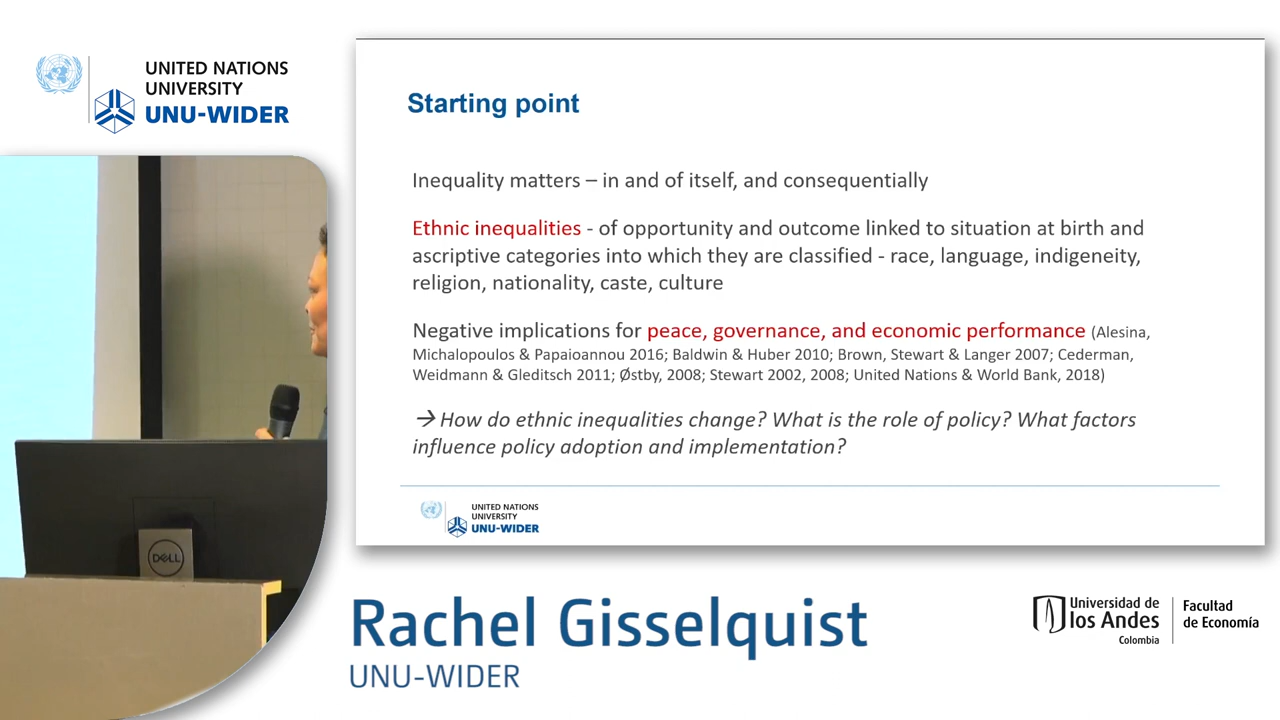 UNITED NATIONS
UNIVERSITY
UNU-WIDER
Starting point
Inequality matters – in and of itself, and consequentially
Ethnic inequalities - of opportunity and outcome linked to situation at birth and
ascriptive categories into which they are classified - race, language, indigeneity,
religion, nationality, caste, culture
Negative implications for peace, governance, and economic performance (Alesina,
Michalopoulos & Papaioannou 2016; Baldwin & Huber 2010; Brown, Stewart & Langer 2007; Cederman,
Weidmann & Gleditsch 2011; Østby, 2008; Stewart 2002, 2008; United Nations & World Bank, 2018)
→ How do ethnic inequalities change? What is the role of policy? What factors
influence policy adoption and implementation?
UNITED NATIONS
UNIVERSITY
UNU-WIDER
DELL
Rachel Gisselquist
UNU-WIDER
Universidad de
los Andes
Colombia
Facultad
de Economía